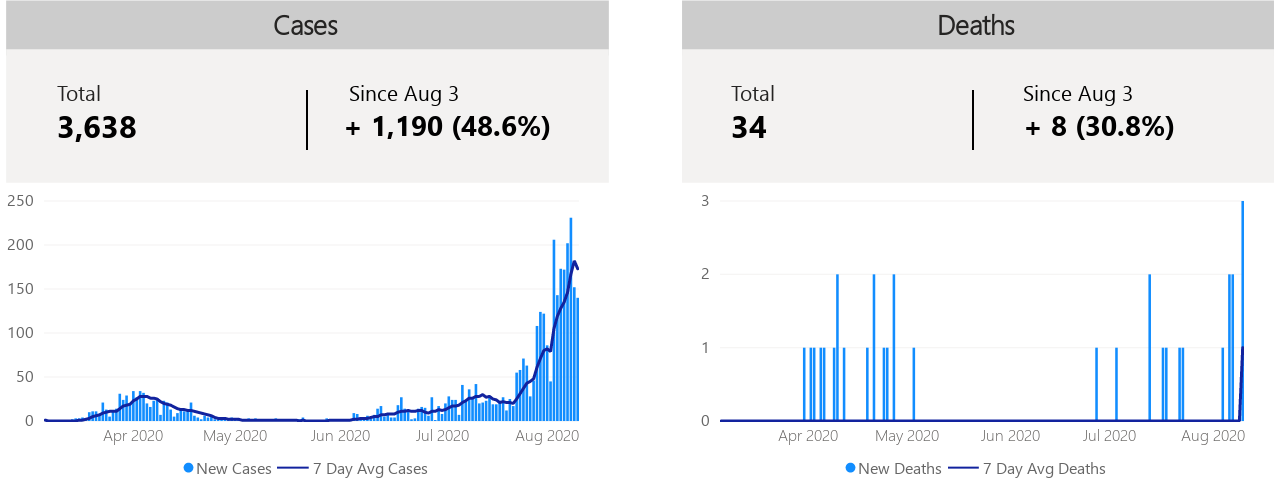 Cases
Total
3,638
Since Aug 3
+ 1,190 (48.6%)
250
200
150
100
50
0
Apr 2020 May 2020 Jun 2020 Jul 2020 Aug 2020
New Cases 7 Day Avg Cases
Deaths
Total
34
Since Aug 3
+ 8 (30.8%)
3
2
1
0
Apr 2020 May 2020 Jun 2020 Jul 2020 Aug 2020
New Deaths 7 Day Avg Deaths